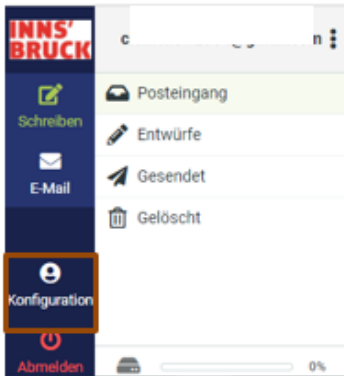 INNS'
BRUCK
Schreiben
E-Mail
Konfiguration
Abmelden
Posteingang
Entwürfe
Gesendet
Gelöscht
0%